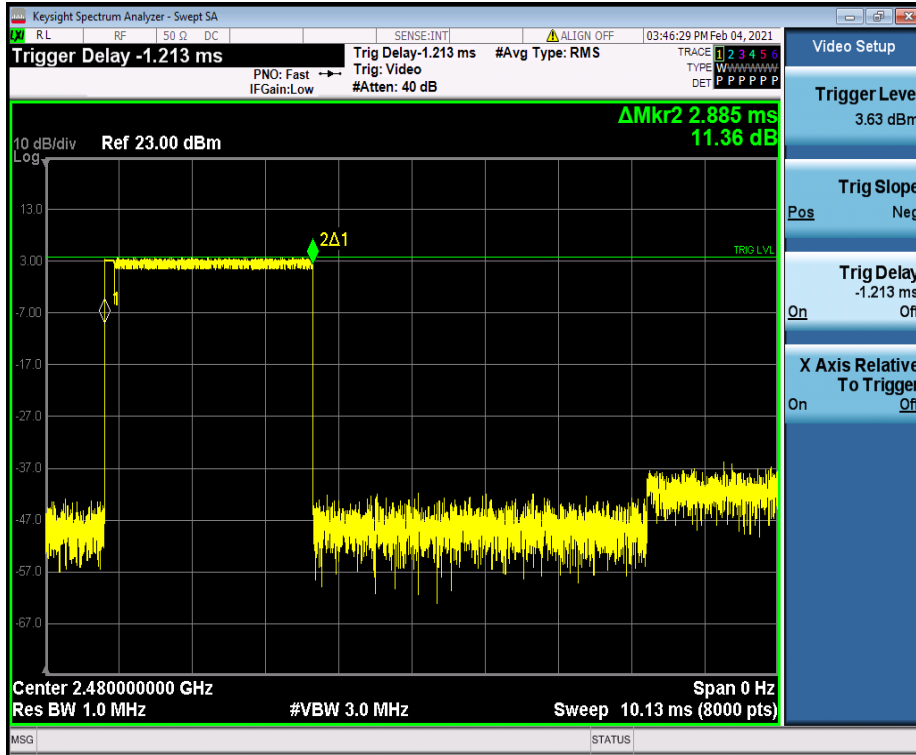 Keysight Spectrum Analyzer - Swept SA
LXI RL RF 50 Ω DC SENSE:INT ALIGN OFF 03:46:29 PM Feb 04, 2021
Trigger Delay -1.213 ms
PNO: Fast
IFGain:Low
Trig Delay-1.213 ms
Trig: Video
#Atten: 40 dB
#Avg Type: RMS
TRACE 1 2 3 4 5 6
TYPE WWWWWW
DET P P P P P P
ΔMkr2 2.885 ms
11.36 dB
10 dB/div Ref 23.00 dBm
Log
13.0
3.00
-7.00
-17.0
-27.0
-37.0
-47.0
-57.0
-67.0
2Δ1
1
TRIG LVL
Center 2.480000000 GHz Span 0 Hz
Res BW 1.0 MHz #VBW 3.0 MHz Sweep 10.13 ms (8000 pts)
MSG STATUS
Video Setup
Trigger Leve
3.63 dBm
Trig Slope
Pos Neg
Trig Delay
-1.213 ms
On Off
X Axis Relative
To Trigger
On Off